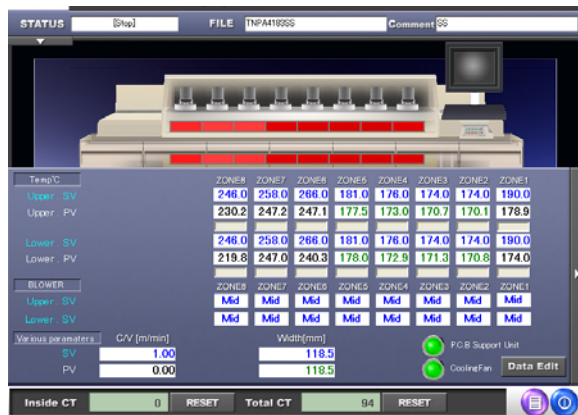 STATUS [Stop] FILE TNPA4183SS Comment SS
Temp'C ZONE8 ZONE7 ZONE6 ZONE5 ZONE4 ZONE3 ZONE2 ZONE1
Upper . SV 246.0 258.0 266.0 181.0 176.0 174.0 174.0 190.0
Upper . PV 230.2 247.2 247.1 177.5 173.0 170.7 170.1 178.9
Lower . SV 246.0 258.0 266.0 181.0 176.0 174.0 174.0 190.0
Lower . PV 219.8 247.0 240.3 178.0 172.9 171.3 170.8 174.0
BLOWER ZONE8 ZONE7 ZONE6 ZONE5 ZONE4 ZONE3 ZONE2 ZONE1
Upper . SV Mid Mid Mid Mid Mid Mid Mid Mid
Lower . SV Mid Mid Mid Mid Mid Mid Mid Mid
Various paramaters C/V [m/min] Width[mm]
SV 1.00 118.5 P.C.B Support Unit
PV 0.00 118.5 CoolingFan Data Edit
Inside CT 0 RESET Total CT 94 RESET